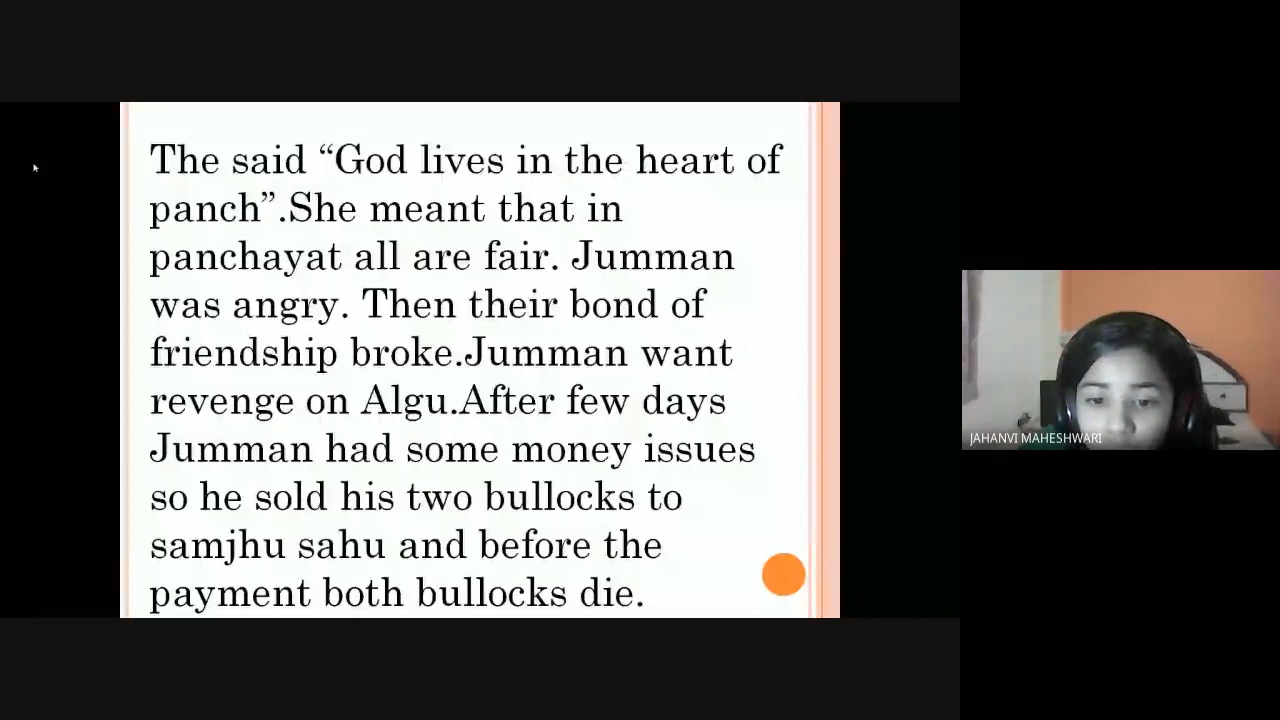 The said “God lives in the heart of
panch”.She meant that in
panchayat all are fair. Jumman
was angry. Then their bond of
friendship broke.Jumman want
revenge on Algu.After few days
Jumman had some money issues
so he sold his two bullocks to
samjhu sahu and before the
payment both bullocks die.
JAHANVI MAHESHWARI